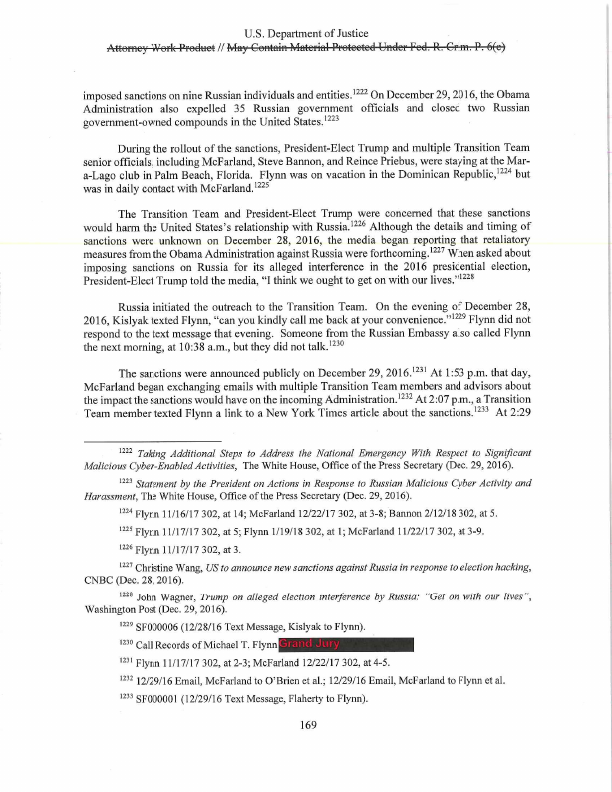 U.S. Department of Justice
Attorney Work Product // May Contain Material Protected Under Fed. R. Crim. P. 6(e)
imposed sanctions on nine Russian individuals and entities.1222 On December 29, 2016, the Obama
Administration also expelled 35 Russian government officials and closed two Russian
government-owned compounds in the United States.1223
During the rollout of the sanctions, President-Elect Trump and multiple Transition Team
senior officials, including McFarland, Steve Bannon, and Reince Priebus, were staying at the Mar-
a-Lago club in Palm Beach, Florida. Flynn was on vacation in the Dominican Republic,1224 but
was in daily contact with McFarland.1225
The Transition Team and President-Elect Trump were concerned that these sanctions
would harm the United States's relationship with Russia.1226 Although the details and timing of
sanctions were unknown on December 28, 2016, the media began reporting that retaliatory
measures from the Obama Administration against Russia were forthcoming.1227 When asked about
imposing sanctions on Russia for its alleged interference in the 2016 presidential election,
President-Elect Trump told the media, "I think we ought to get on with our lives."1228
Russia initiated the outreach to the Transition Team. On the evening of December 28,
2016, Kislyak texted Flynn, "can you kindly call me back at your convenience."1229 Flynn did not
respond to the text message that evening. Someone from the Russian Embassy also called Flynn
the next morning, at 10:38 a.m., but they did not talk.1230
The sanctions were announced publicly on December 29, 2016.1231 At 1:53 p.m. that day,
McFarland began exchanging emails with multiple Transition Team members and advisors about
the impact the sanctions would have on the incoming Administration.1232 At 2:07 p.m., a Transition
Team member texted Flynn a link to a New York Times article about the sanctions.1233 At 2:29
1222 Taking Additional Steps to Address the National Emergency With Respect to Significant
Malicious Cyber-Enabled Activities, The White House, Office of the Press Secretary (Dec. 29, 2016).
1223 Statement by the President on Actions in Response to Russian Malicious Cyber Activity and
Harassment, The White House, Office of the Press Secretary (Dec. 29, 2016).
1224 Flynn 11/16/17 302, at 14; McFarland 12/22/17 302, at 3-8; Bannon 2/12/18 302, at 5.
1225 Flynn 11/17/17 302, at 5; Flynn 1/19/18 302, at 1; McFarland 11/22/17 302, at 3-9.
1226 Flynn 11/17/17 302, at 3.
1227 Christine Wang, US to announce new sanctions against Russia in response to election hacking,
CNBC (Dec. 28, 2016).
1228 John Wagner, Trump on alleged election interference by Russia: "Get on with our lives",
Washington Post (Dec. 29, 2016).
1229 SF000006 (12/28/16 Text Message, Kislyak to Flynn).
1230 Call Records of Michael T. Flynn Grand Jury
1231 Flynn 11/17/17 302, at 2-3; McFarland 12/22/17 302, at 4-5.
1232 12/29/16 Email, McFarland to O'Brien et al.; 12/29/16 Email, McFarland to Flynn et al.
1233 SF000001 (12/29/16 Text Message, Flaherty to Flynn).
169